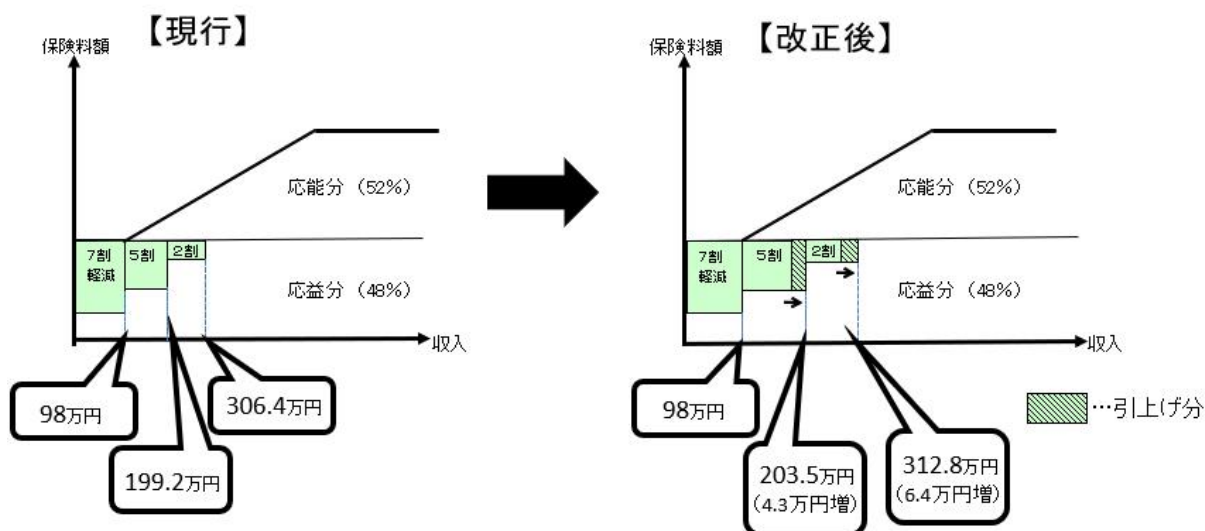 【現行】
保険料額
応能分（52%）
7割
軽減
5割
2割
応益分（48%）
収入
98万円
199.2万円
306.4万円
【改正後】
保険料額
応能分（52%）
7割
軽減
5割
2割
応益分（48%）
収入
98万円
203.5万円
（4.3万円増）
312.8万円
（6.4万円増）
…引上げ分